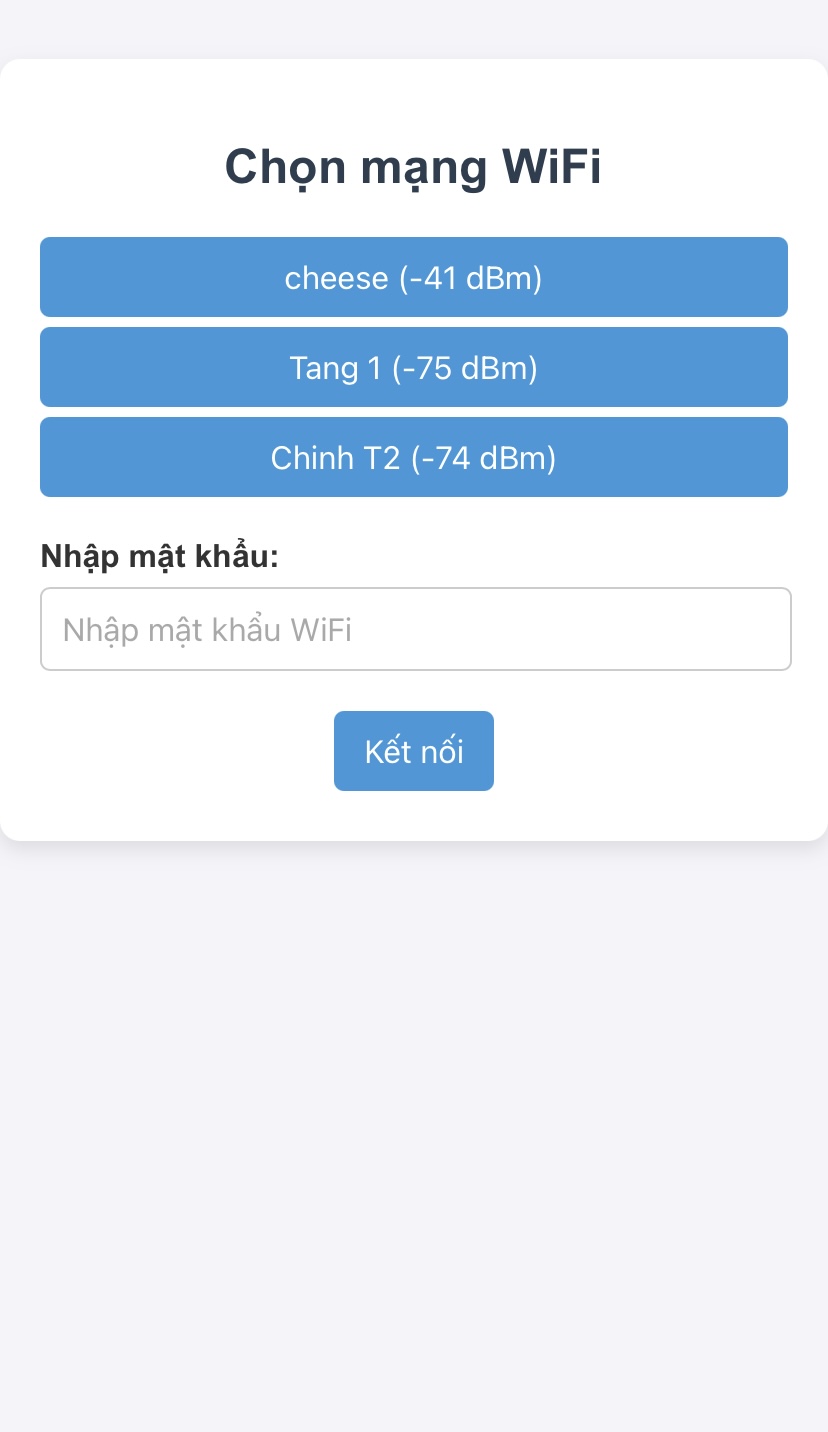 Chọn mạng WiFi
cheese (-41 dBm)
Tang 1 (-75 dBm)
Chinh T2 (-74 dBm)
Nhập mật khẩu:
Nhập mật khẩu WiFi
Kết nối